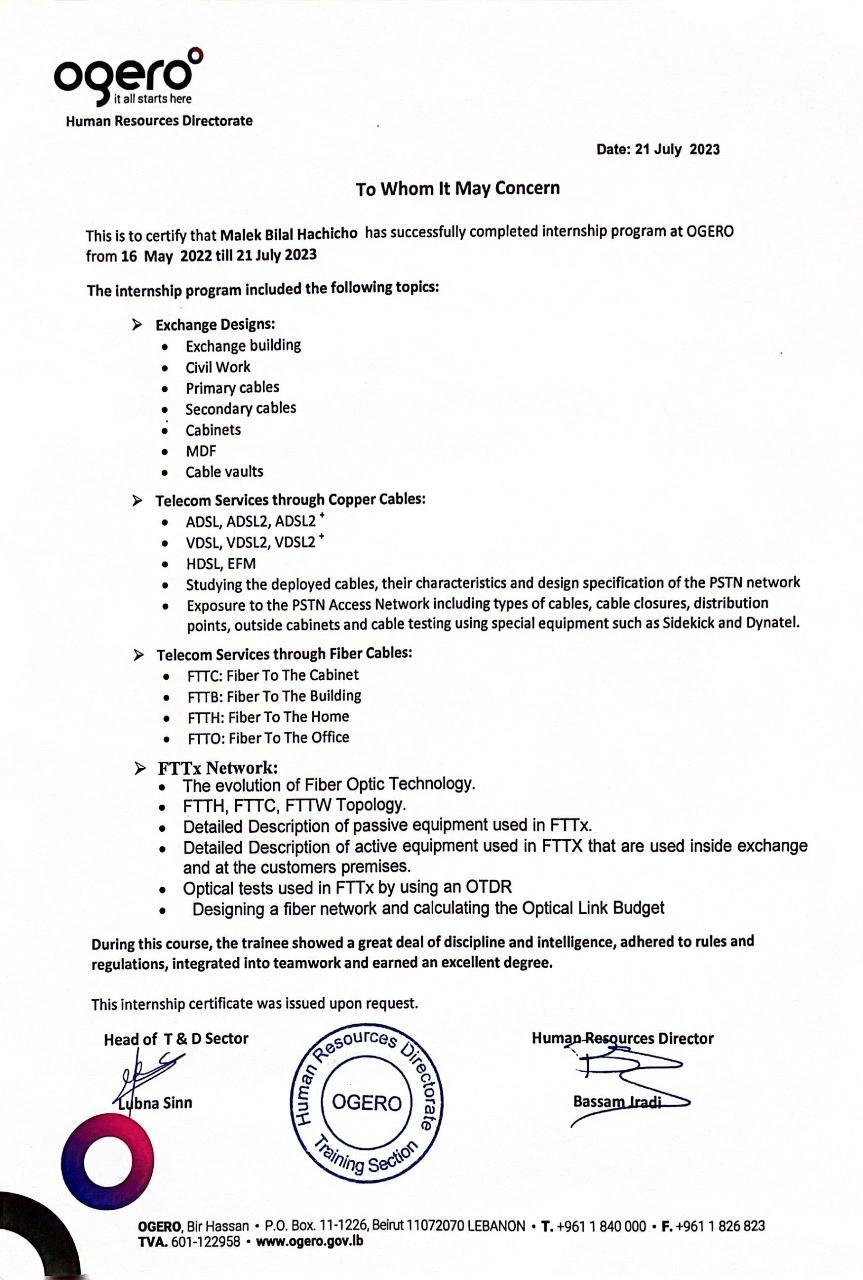 ogero
it all starts here
Human Resources Directorate
Date: 21 July 2023
To Whom It May Concern
This is to certify that Malek Bilal Hachicho has successfully completed internship program at OGERO
from 16 May 2022 till 21 July 2023
The internship program included the following topics:
➢ Exchange Designs:
• Exchange building
• Civil Work
• Primary cables
• Secondary cables
• Cabinets
• MDF
• Cable vaults
➢ Telecom Services through Copper Cables:
• ADSL, ADSL2, ADSL2⁺
• VDSL, VDSL2, VDSL2⁺
• HDSL, EFM
• Studying the deployed cables, their characteristics and design specification of the PSTN network
• Exposure to the PSTN Access Network including types of cables, cable closures, distribution
points, outside cabinets and cable testing using special equipment such as Sidekick and Dynatel.
➢ Telecom Services through Fiber Cables:
• FTTC: Fiber To The Cabinet
• FTTB: Fiber To The Building
• FTTH: Fiber To The Home
• FTTO: Fiber To The Office
➢ FTTx Network:
• The evolution of Fiber Optic Technology.
• FTTH, FTTC, FTTW Topology.
• Detailed Description of passive equipment used in FTTx.
• Detailed Description of active equipment used in FTTX that are used inside exchange
and at the customers premises.
• Optical tests used in FTTx by using an OTDR
• Designing a fiber network and calculating the Optical Link Budget
During this course, the trainee showed a great deal of discipline and intelligence, adhered to rules and
regulations, integrated into teamwork and earned an excellent degree.
This internship certificate was issued upon request.
Head of T & D Sector
Human Resources Director
Human Resources Directorate
OGERO
Training Section
Lubna Sinn
Bassam Jradi
OGERO, Bir Hassan • P.O. Box. 11-1226, Beirut 11072070 LEBANON • T. +961 1 840 000 • F. +961 1 826 823
TVA. 601-122958 • www.ogero.gov.lb